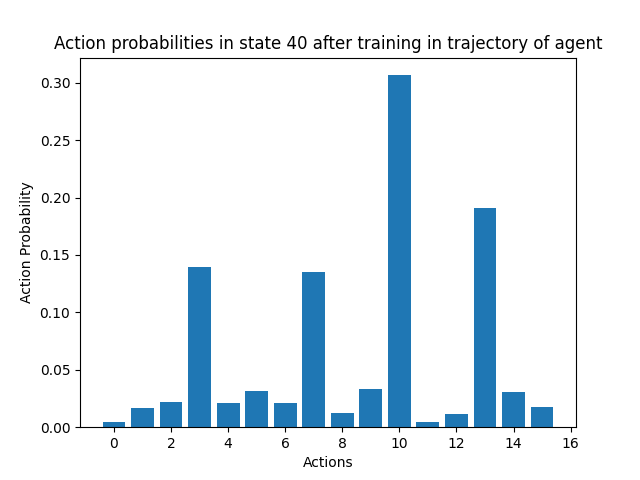 Action probabilities in state 40 after training in trajectory of agent
0.30
0.25
0.20
0.15
0.10
0.05
0.00
Action Probability
0 2 4 6 8 10 12 14 16
Actions